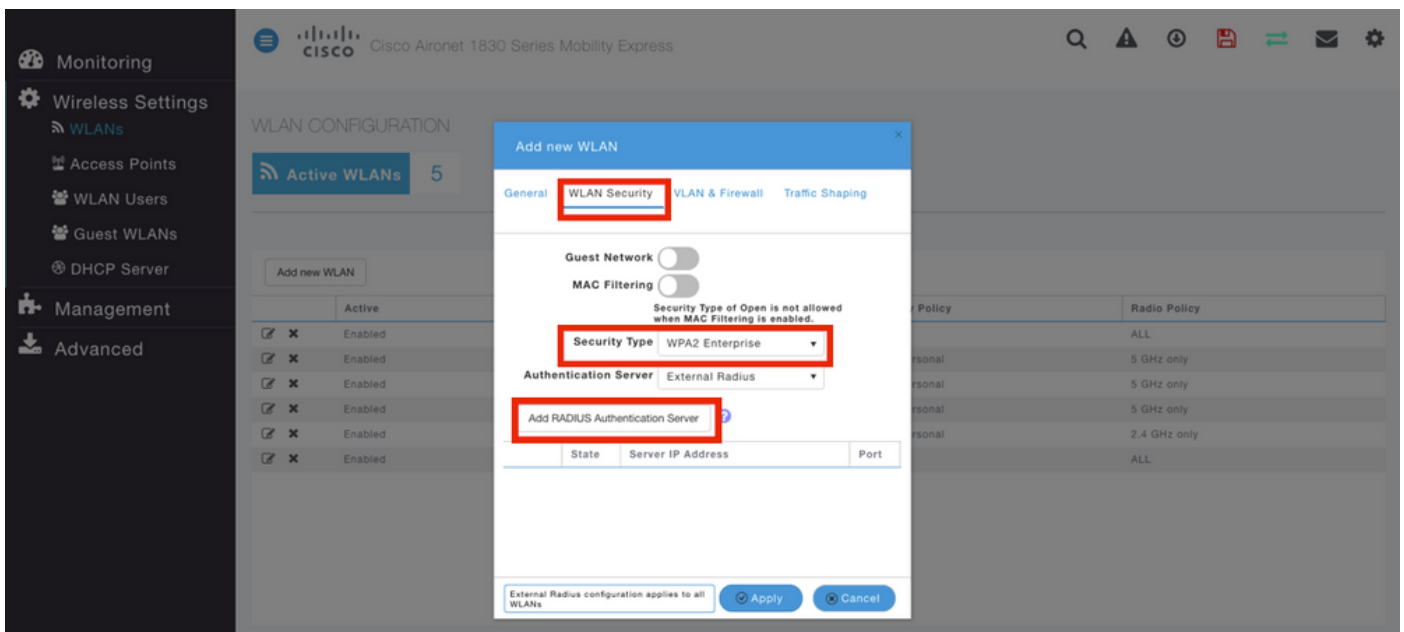 Monitoring
Wireless Settings
WLANs
Access Points
WLAN Users
Guest WLANs
DHCP Server
Management
Advanced
CISCO Cisco Aironet 1830 Series Mobility Express
WLAN CONFIGURATION
Active WLANs 5
Add new WLAN
Active y Policy Radio Policy
Enabled ALL
Enabled rsonal 5 GHz only
Enabled rsonal 5 GHz only
Enabled rsonal 5 GHz only
Enabled rsonal 2.4 GHz only
Enabled ALL
Add new WLAN
General WLAN Security VLAN & Firewall Traffic Shaping
Guest Network
MAC Filtering
Security Type of Open is not allowed
when MAC Filtering is enabled.
Security Type WPA2 Enterprise
Authentication Server External Radius
Add RADIUS Authentication Server ?
State Server IP Address Port
External Radius configuration applies to all
WLANs
Apply Cancel